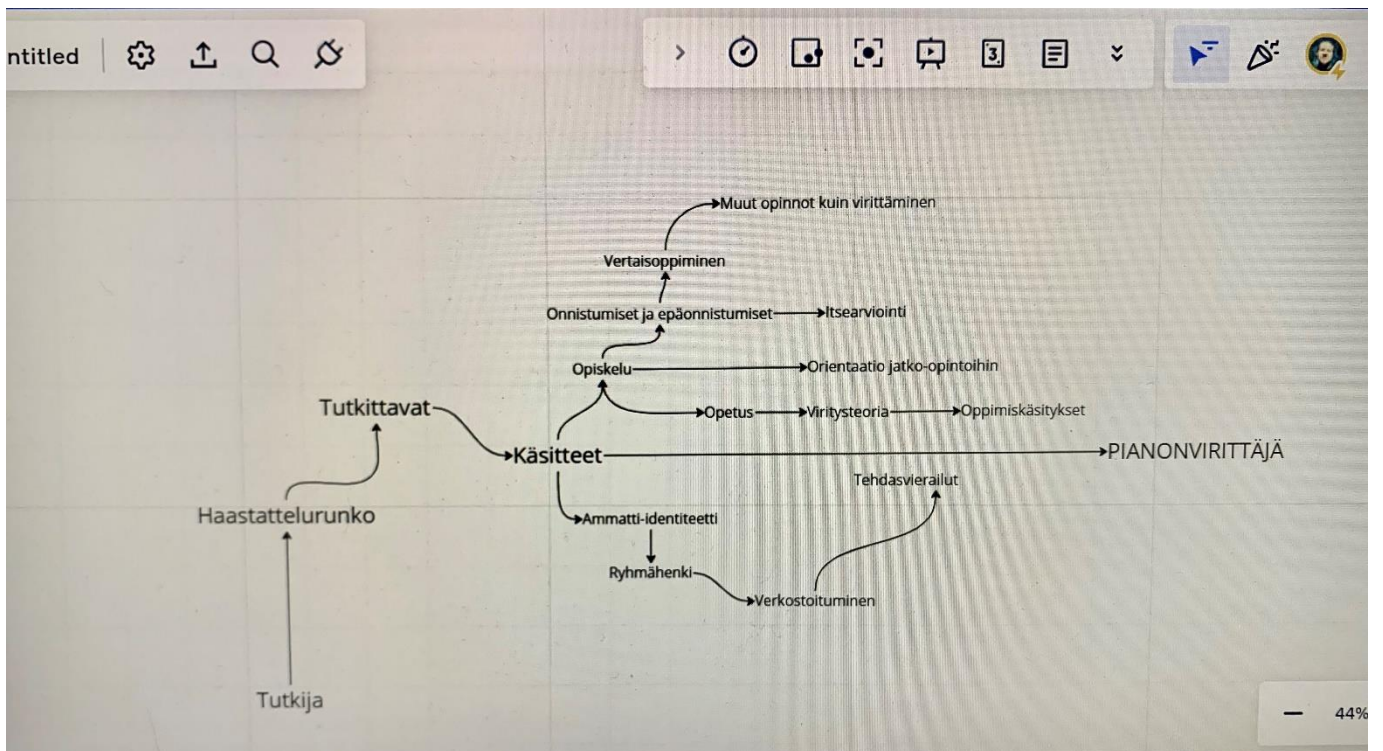 ntitled
3
Muut opinnot kuin virittäminen
Vertaisoppiminen
Onnistumiset ja epäonnistumiset
Itsearviointi
Opiskelu
Orientaatio jatko-opintoihin
Tutkittavat
Opetus
Viritysteoria
Oppimiskäsitykset
Käsitteet
PIANONVIRITTÄJÄ
Tehdasvierailut
Haastattelurunko
Ammatti-identiteetti
Ryhmähenki
Verkostoituminen
Tutkija
44%